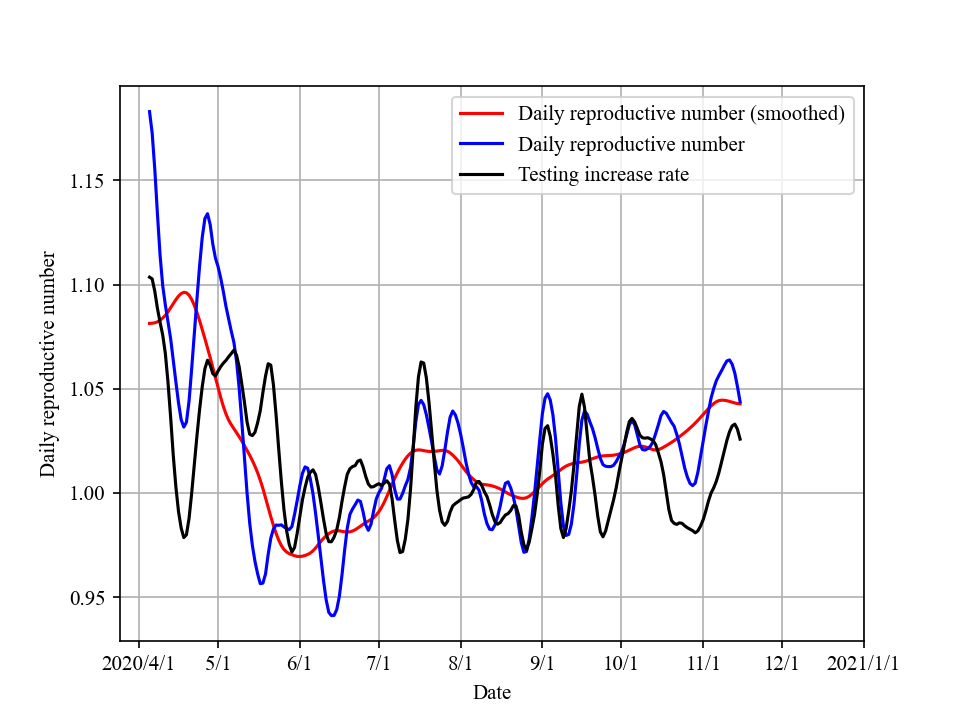 Daily reproductive number (smoothed)
Daily reproductive number
Testing increase rate
1.15
1.10
1.05
1.00
0.95
Daily reproductive number
2020/4/1 5/1 6/1 7/1 8/1 9/1 10/1 11/1 12/1 2021/1/1
Date